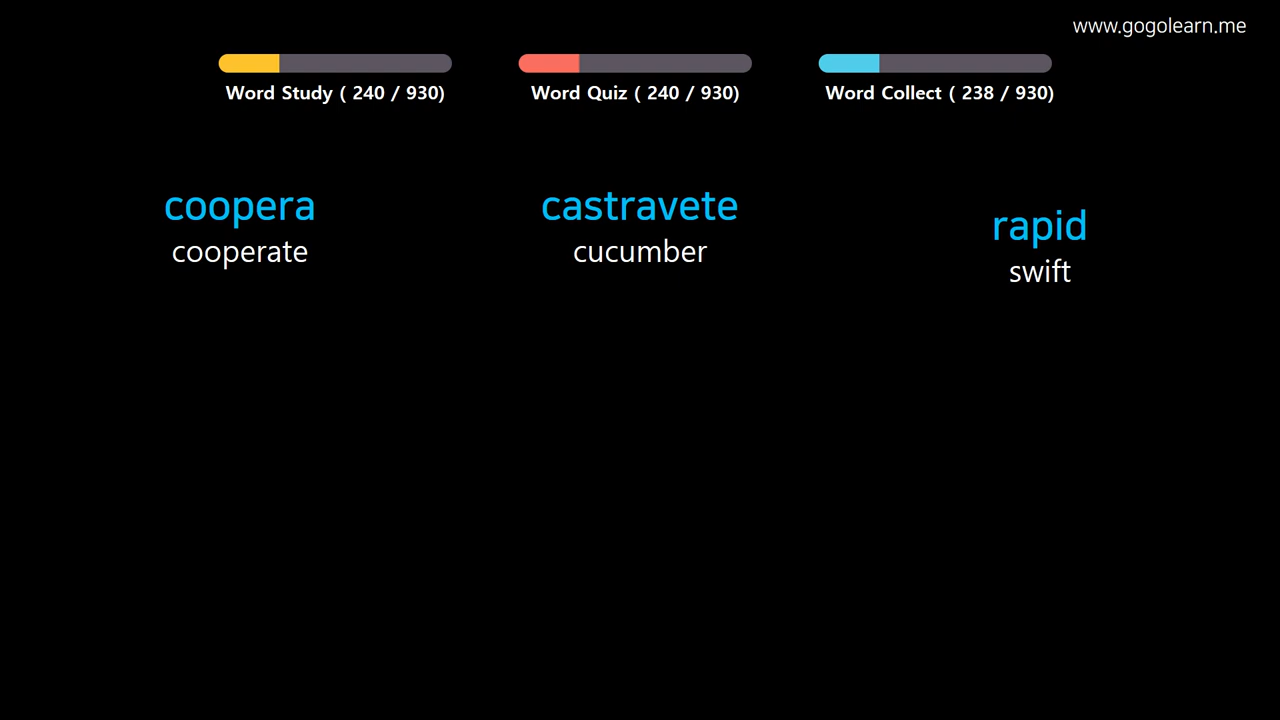 www.gogolearn.me
Word Study ( 240 / 930)
Word Quiz ( 240 / 930)
Word Collect ( 238 / 930)
coopera
cooperate
castravete
cucumber
rapid
swift